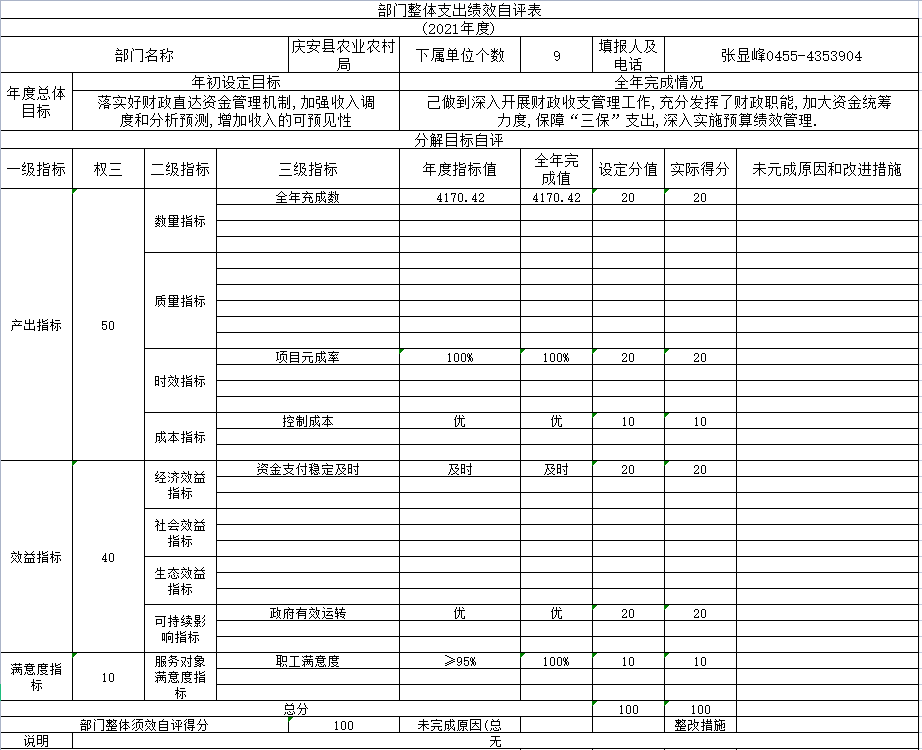 部门整体支出绩效自评表
(2021年度)
部门名称 庆安县农业农村局 下属单位个数 9 填报人及电话 张显峰0455-4353904
年度总体目标 年初设定目标 全年完成情况
落实好财政直达资金管理机制,加强收入调度和分析预测,增加收入的可预见性 己做到深入开展财政收支管理工作,充分发挥了财政职能,加大资金统筹力度,保障“三保”支出,深入实施预算绩效管理.
分解目标自评
一级指标 权三 二级指标 三级指标 年度指标值 全年完成值 设定分值 实际得分 未元成原因和改进措施
产出指标 50 数量指标 全年充成数 4170.42 4170.42 20 20
质量指标
时效指标 项目元成率 100% 100% 20 20
成本指标 控制成本 优 优 10 10
效益指标 40 经济效益指标 资金支付稳定及时 及时 及时 20 20
社会效益指标
生态效益指标
可持续影响指标 政府有效运转 优 优 20 20
满意度指标 10 服务对象满意度指标 职工满意度 ≥95% 100% 10 10
总分 100 100
部门整体须效自评得分 100 未完成原因(总 整改措施
说明 无